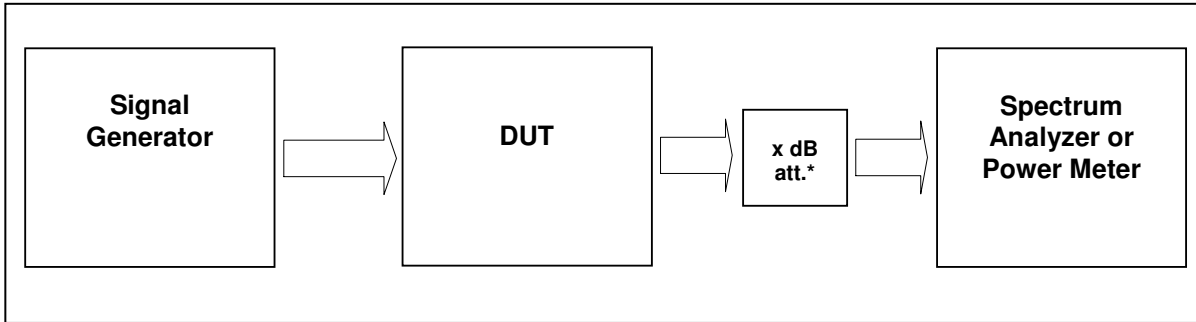 Signal
Generator
DUT
x dB
att.*
Spectrum
Analyzer or
Power Meter